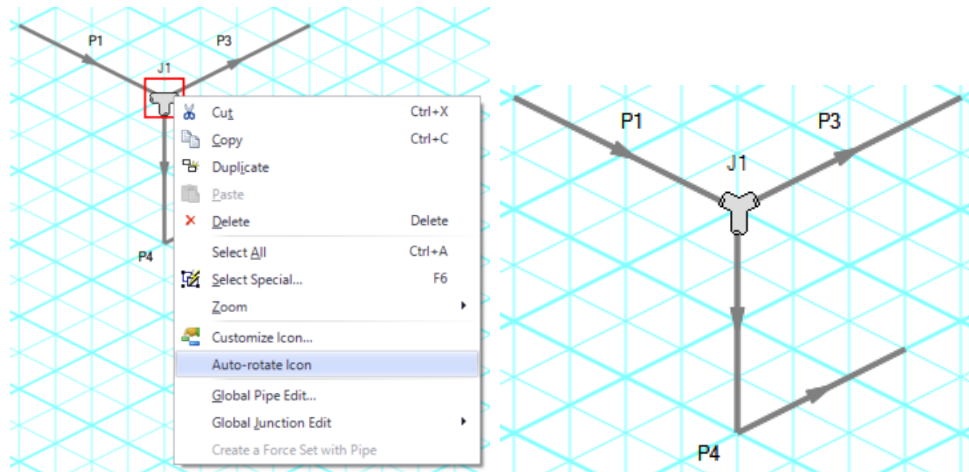 P1
P3
J1
Cut Ctrl+X
Copy Ctrl+C
Duplicate
Paste
Delete Delete
Select All Ctrl+A
Select Special... F6
Zoom
Customize Icon...
Auto-rotate Icon
Global Pipe Edit...
Global Junction Edit
Create a Force Set with Pipe
P4
P1
P3
J1
P4